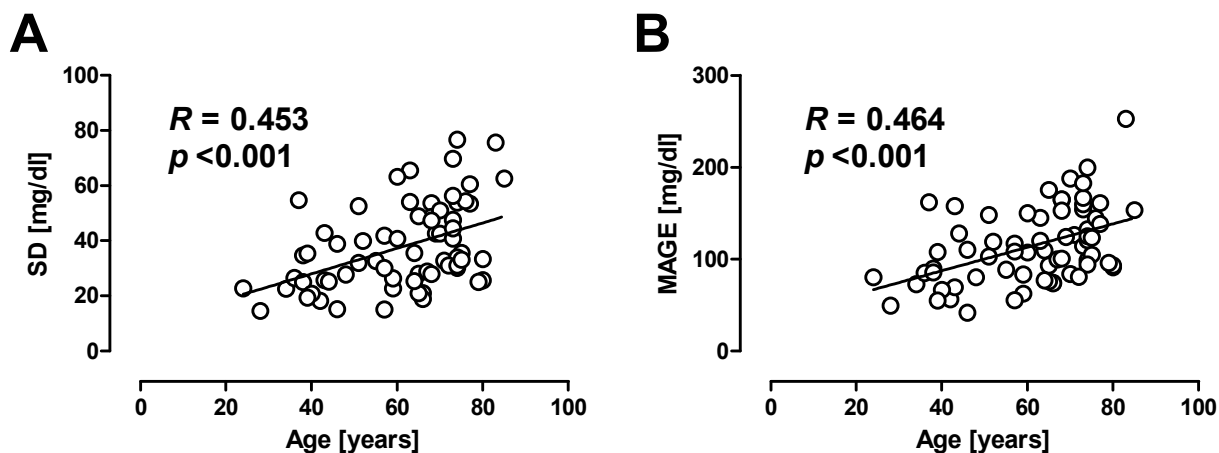 A
SD [mg/dl]
100
80
60
40
20
0
R = 0.453
p <0.001
0 20 40 60 80 100
Age [years]
B
MAGE [mg/dl]
300
200
100
0
R = 0.464
p <0.001
0 20 40 60 80 100
Age [years]